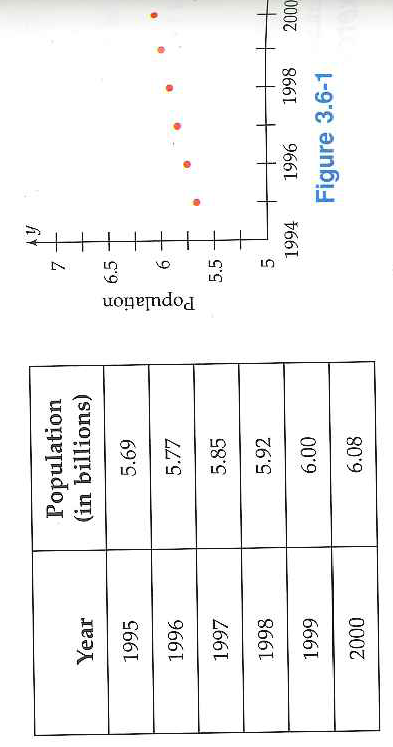 Year Population
(in billions)
1995 5.69
1996 5.77
1997 5.85
1998 5.92
1999 6.00
2000 6.08
y
7
6.5
6
5.5
5
Population
1994 1996 1998 2000
Figure 3.6-1